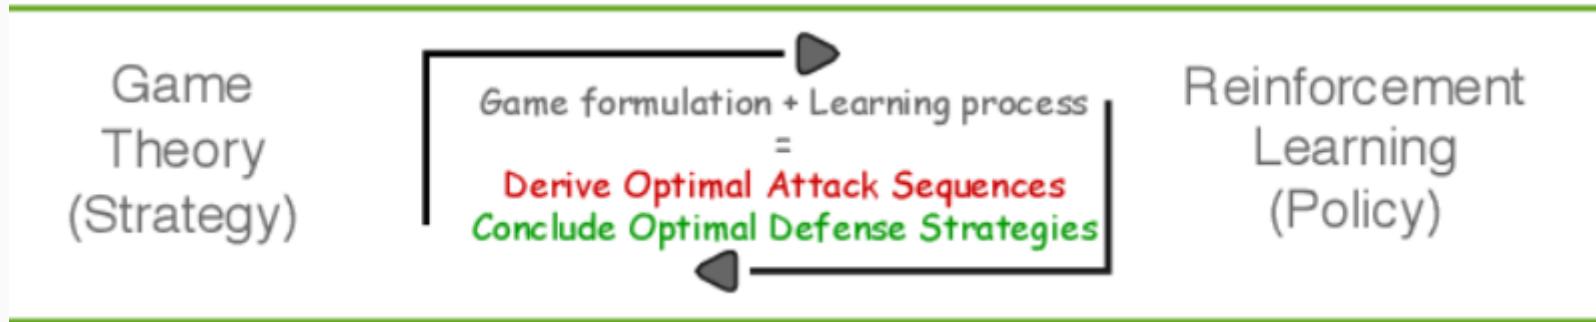 Game
Theory
(Strategy)
Game formulation + Learning process
=
Derive Optimal Attack Sequences
Conclude Optimal Defense Strategies
Reinforcement
Learning
(Policy)